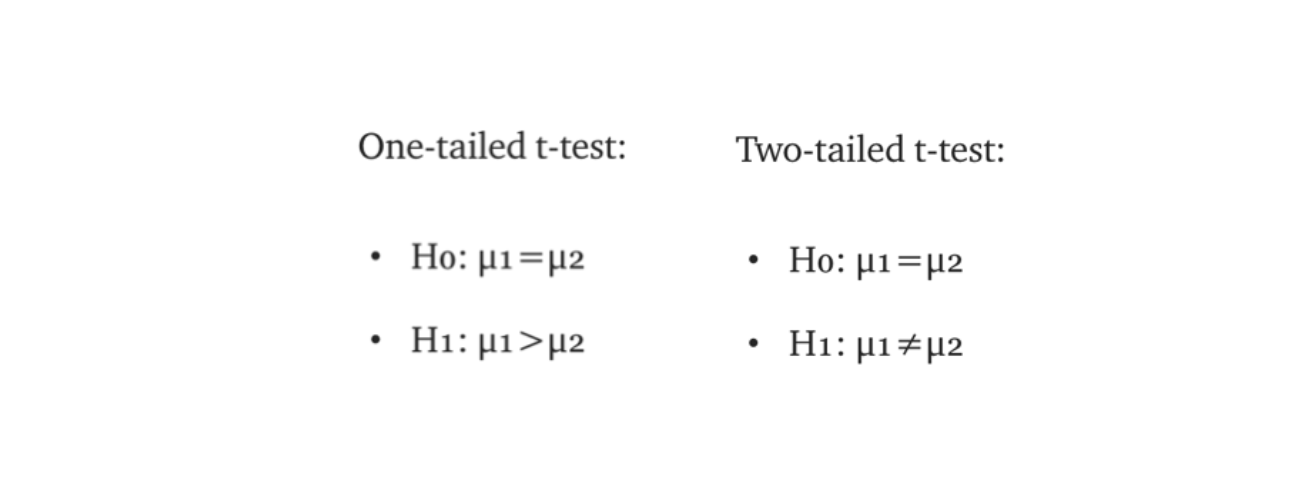 One-tailed t-test:
• H0: μ1=μ2
• H1: μ1>μ2
Two-tailed t-test:
• H0: μ1=μ2
• H1: μ1≠μ2